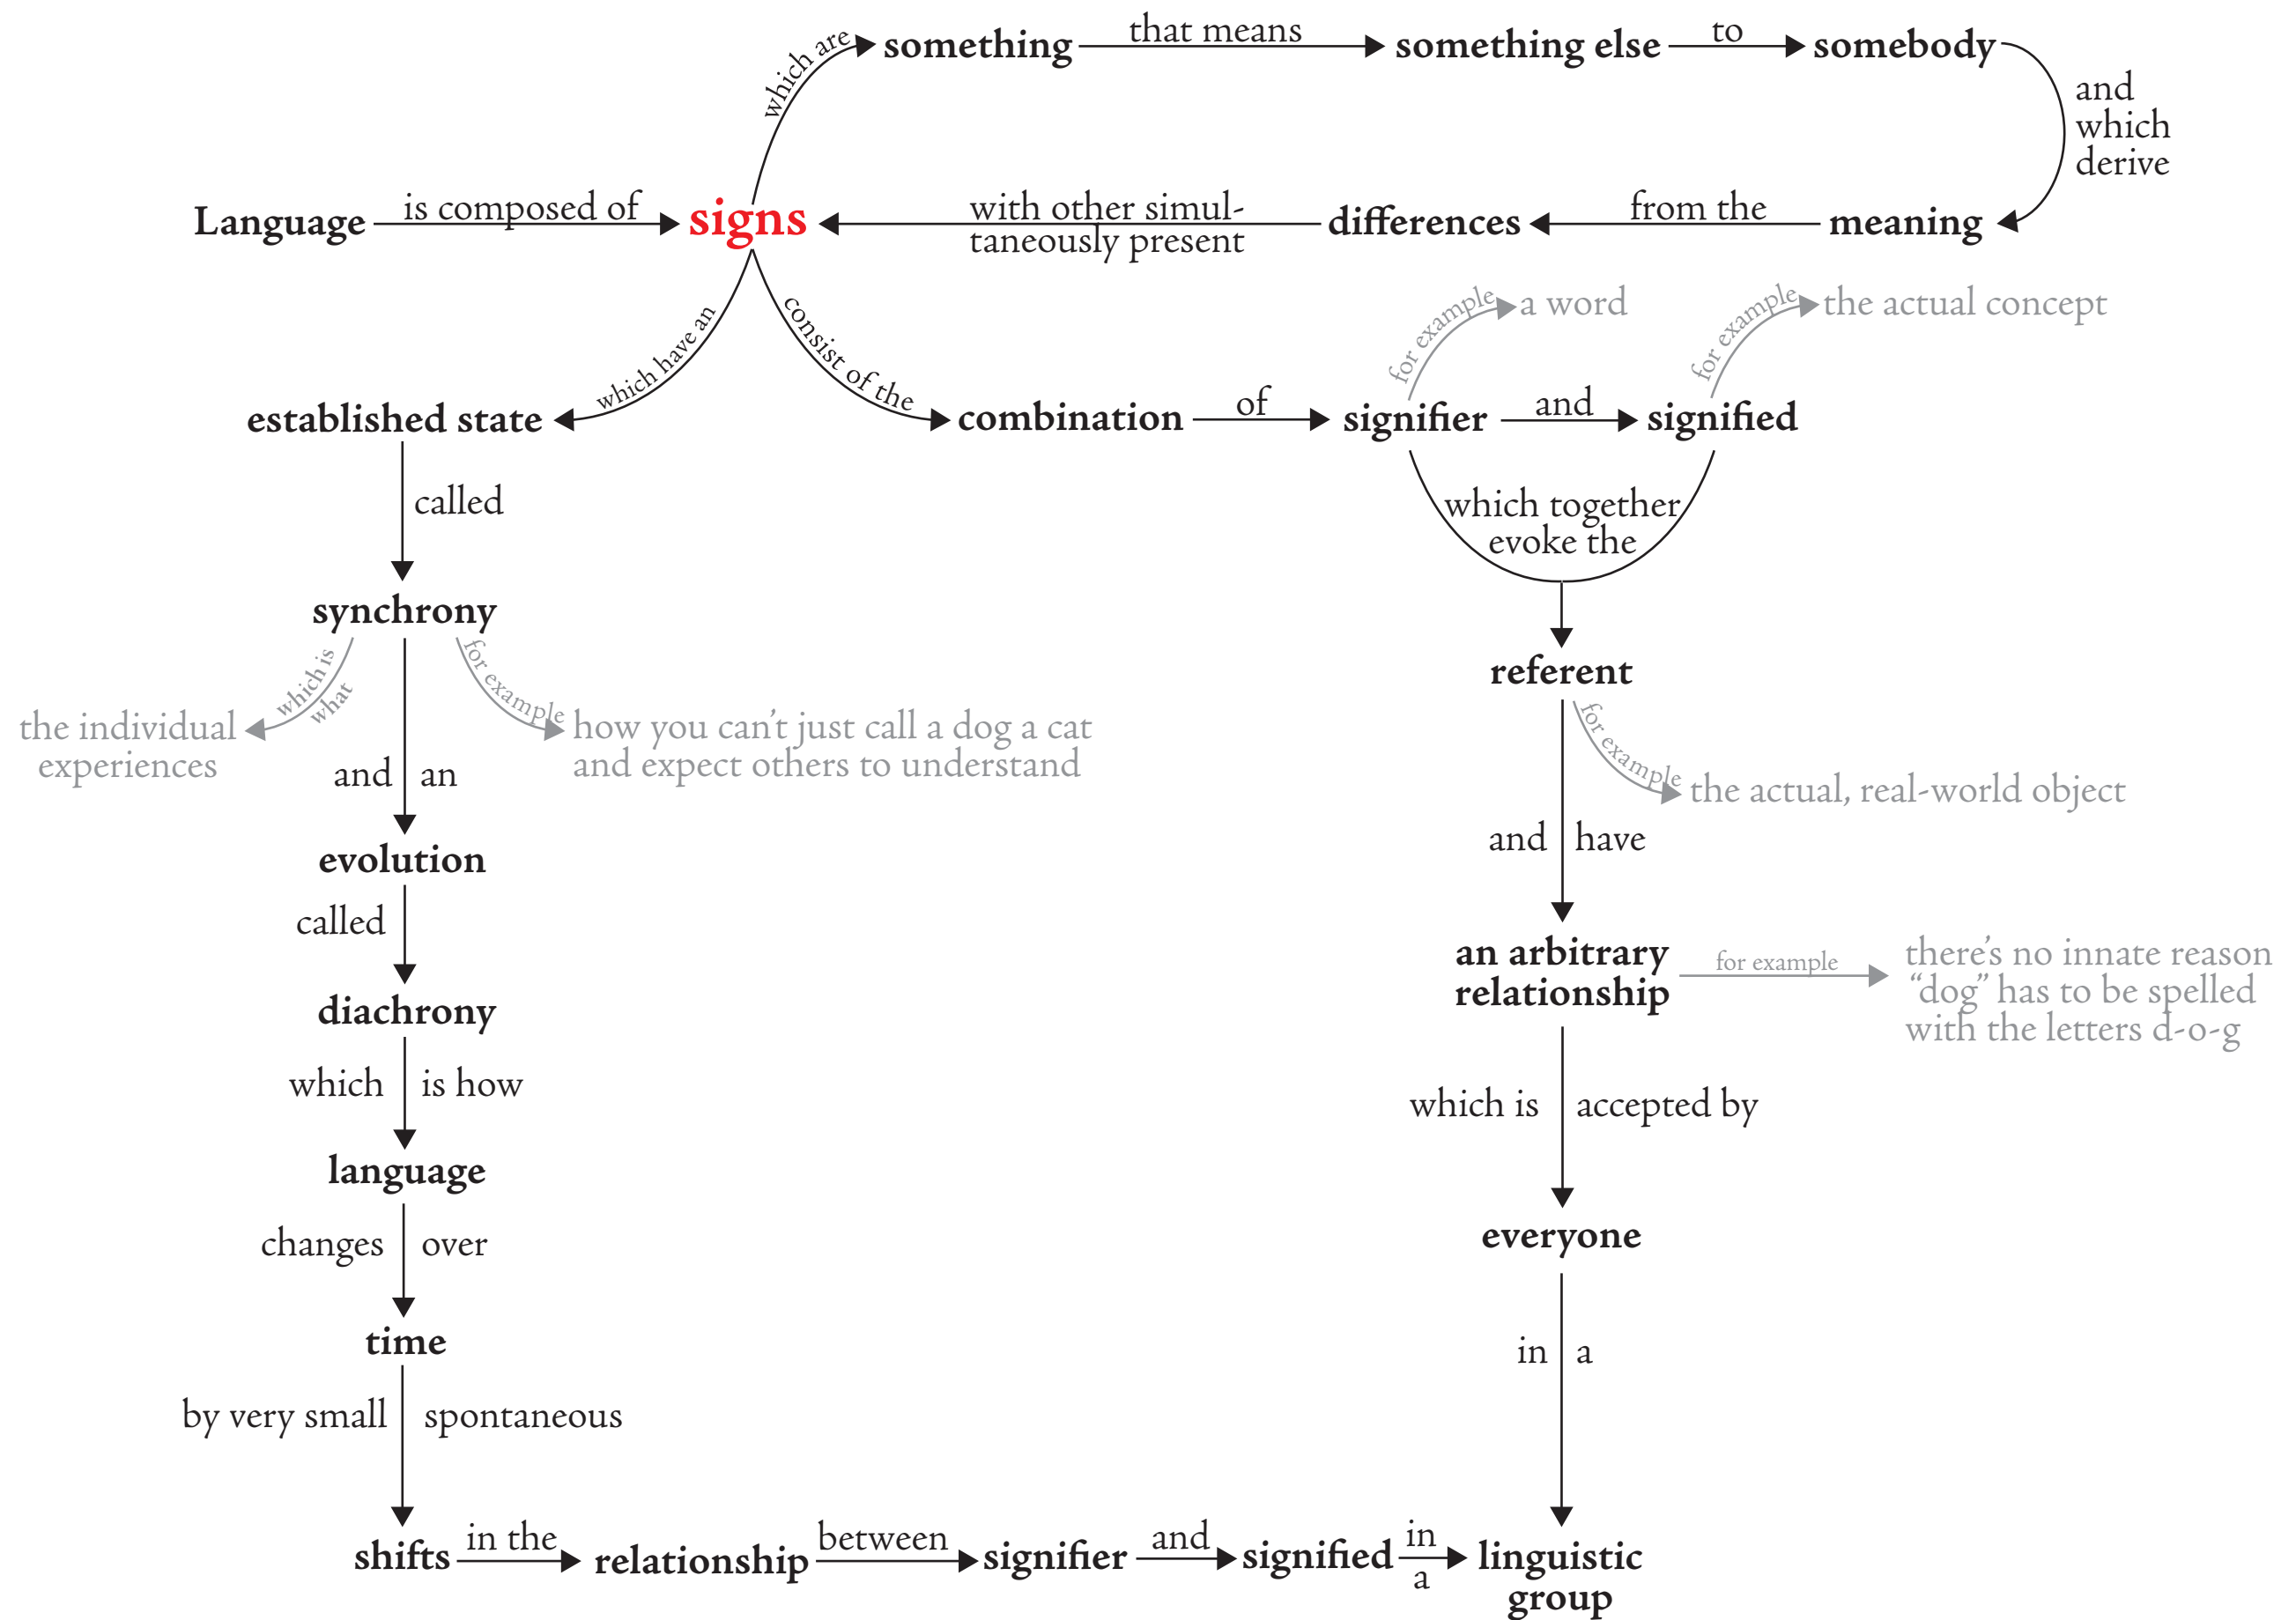 which are
something
that means
something else
to
somebody
and
which
derive
Language
is composed of
signs
with other simul-
taneously present
differences
from the
meaning
which have an
consist of the
for example
a word
for example
the actual concept
established state
combination
of
signifier
and
signified
called
which together
evoke the
synchrony
referent
which is
what
the individual
experiences
for example
how you can't just call a dog a cat
and expect others to understand
and an
for example
the actual, real-world object
and have
evolution
called
an arbitrary
relationship
for example
there's no innate reason
“dog” has to be spelled
with the letters d-o-g
diachrony
which is how
which is accepted by
language
changes over
everyone
time
in a
by very small spontaneous
shifts
in the
relationship
between
signifier
and
signified
in
a
linguistic
group